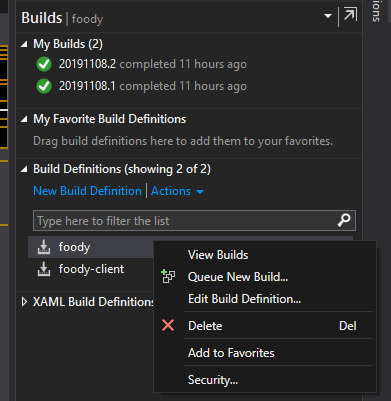 Builds | foody
My Builds (2)
20191108.2 completed 11 hours ago
20191108.1 completed 11 hours ago
My Favorite Build Definitions
Drag build definitions here to add them to your favorites.
Build Definitions (showing 2 of 2)
New Build Definition | Actions
Type here to filter the list
foody
foody-client
XAML Build Definitions
View Builds
Queue New Build...
Edit Build Definition...
Delete Del
Add to Favorites
Security...